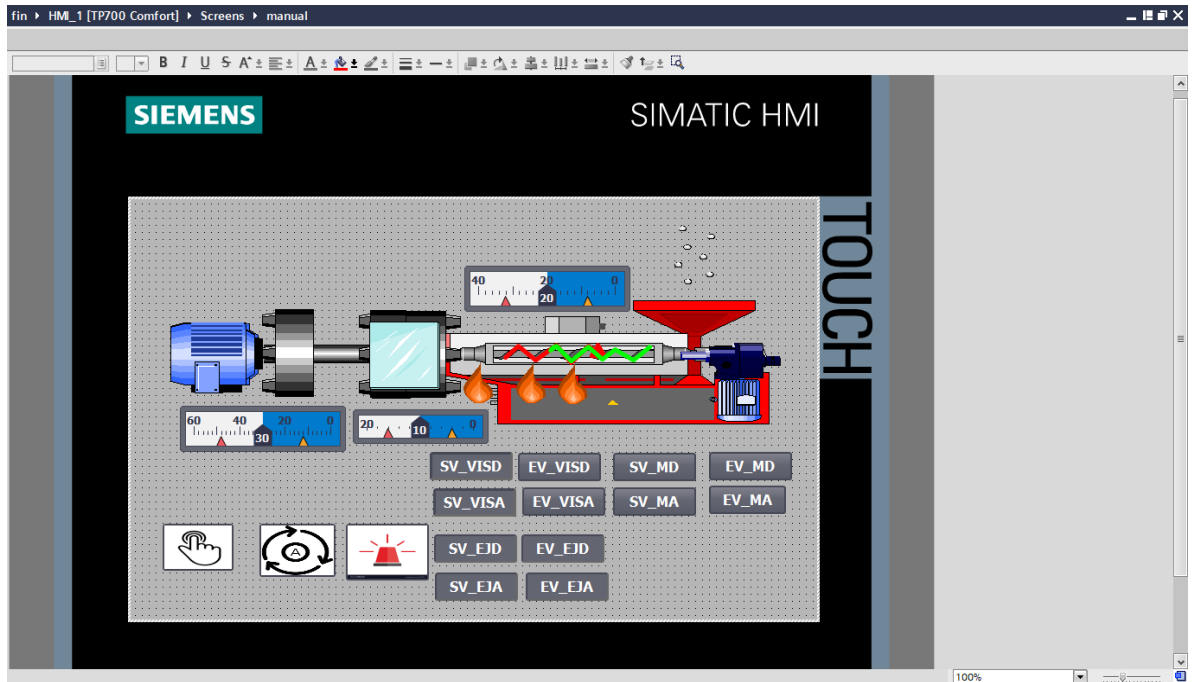 fin ▸ HMI_1 [TP700 Comfort] ▸ Screens ▸ manual
B I U S A A
SIEMENS
SIMATIC HMI
TOUCH
40 20 0
20
60 40 20 0
30
20 0
10
SV_VISD EV_VISD SV_MD EV_MD
SV_VISA EV_VISA SV_MA EV_MA
A
SV_EJD EV_EJD
SV_EJA EV_EJA
100%